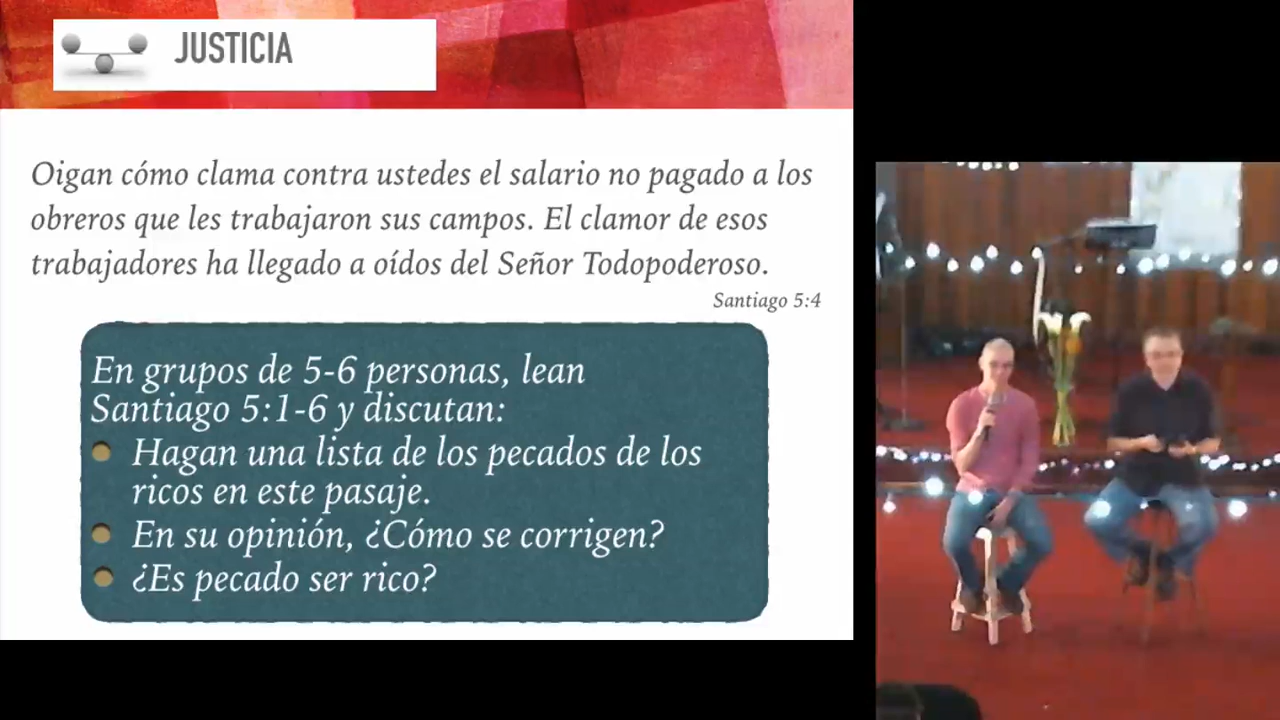 JUSTICIA
Oigan cómo clama contra ustedes el salario no pagado a los
obreros que les trabajaron sus campos. El clamor de esos
trabajadores ha llegado a oídos del Señor Todopoderoso.
Santiago 5:4
En grupos de 5-6 personas, lean
Santiago 5:1-6 y discutan:
Hagan una lista de los pecados de los
ricos en este pasaje.
En su opinión, ¿Cómo se corrigen?
¿Es pecado ser rico?